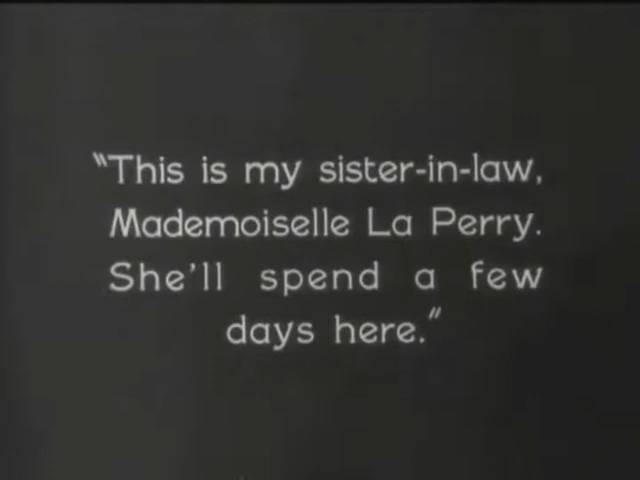 "This is my sister-in-law,
Mademoiselle La Perry.
She'll spend a few
days here."